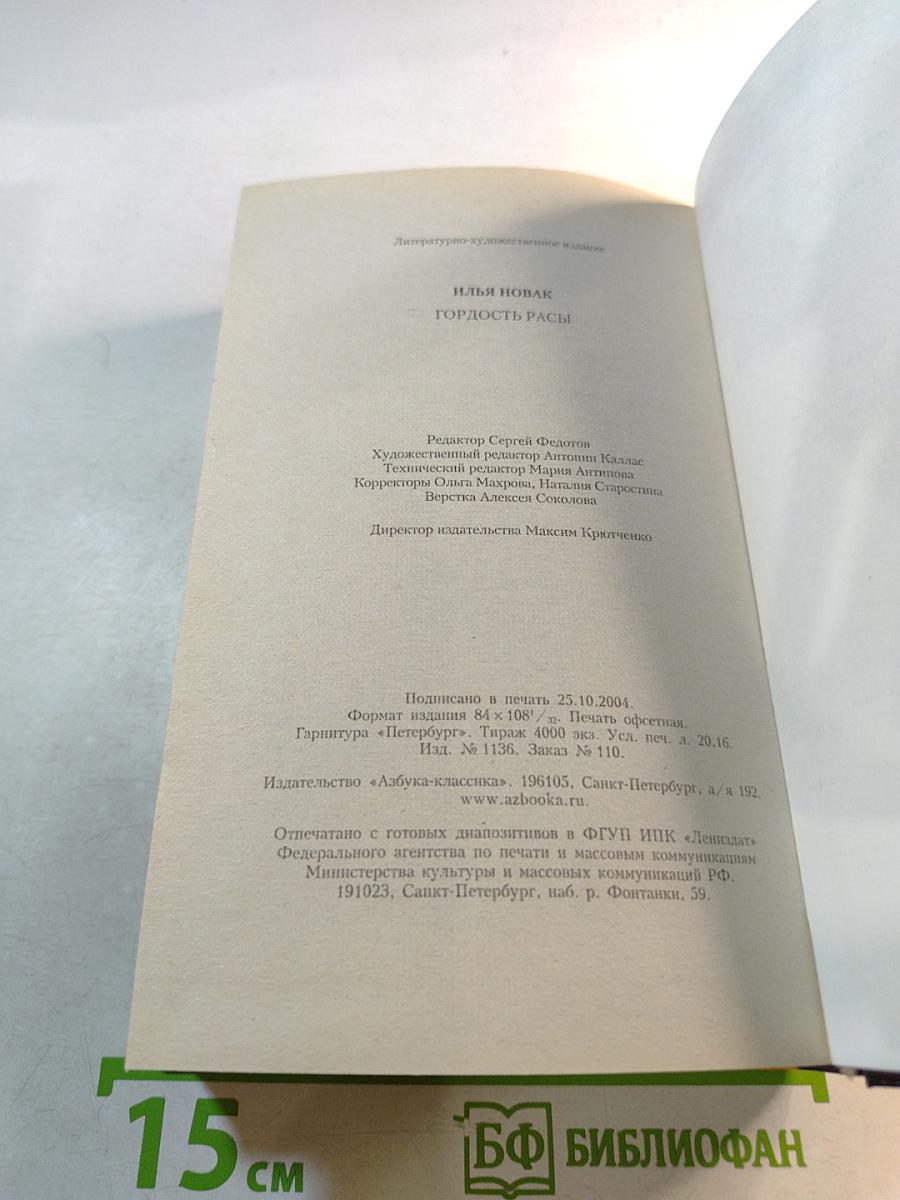 Литературно-художественное издание
ИЛЬЯ НОВАК
ГОРДОСТЬ РАСЫ
Редактор Сергей Федотов
Художественный редактор Антонин Каллас
Технический редактор Мария Антипова
Корректоры Ольга Махрова, Наталия Старостина
Верстка Алексея Соколова
Директор издательства Максим Крютченко
Подписано в печать 25.10.2004.
Формат издания 84 × 108¹/₃₂. Печать офсетная.
Гарнитура «Петербург». Тираж 4000 экз. Усл. печ. л. 20,16.
Изд. № 1136. Заказ № 110.
Издательство «Азбука-классика». 196105, Санкт-Петербург, а/я 192.
www.azbooka.ru.
Отпечатано с готовых диапозитивов в ФГУП ИПК «Лениздат»
Федерального агентства по печати и массовым коммуникациям
Министерства культуры и массовых коммуникаций РФ.
191023, Санкт-Петербург, наб. р. Фонтанки, 59.
15 см
БФ БИБЛИОФАН